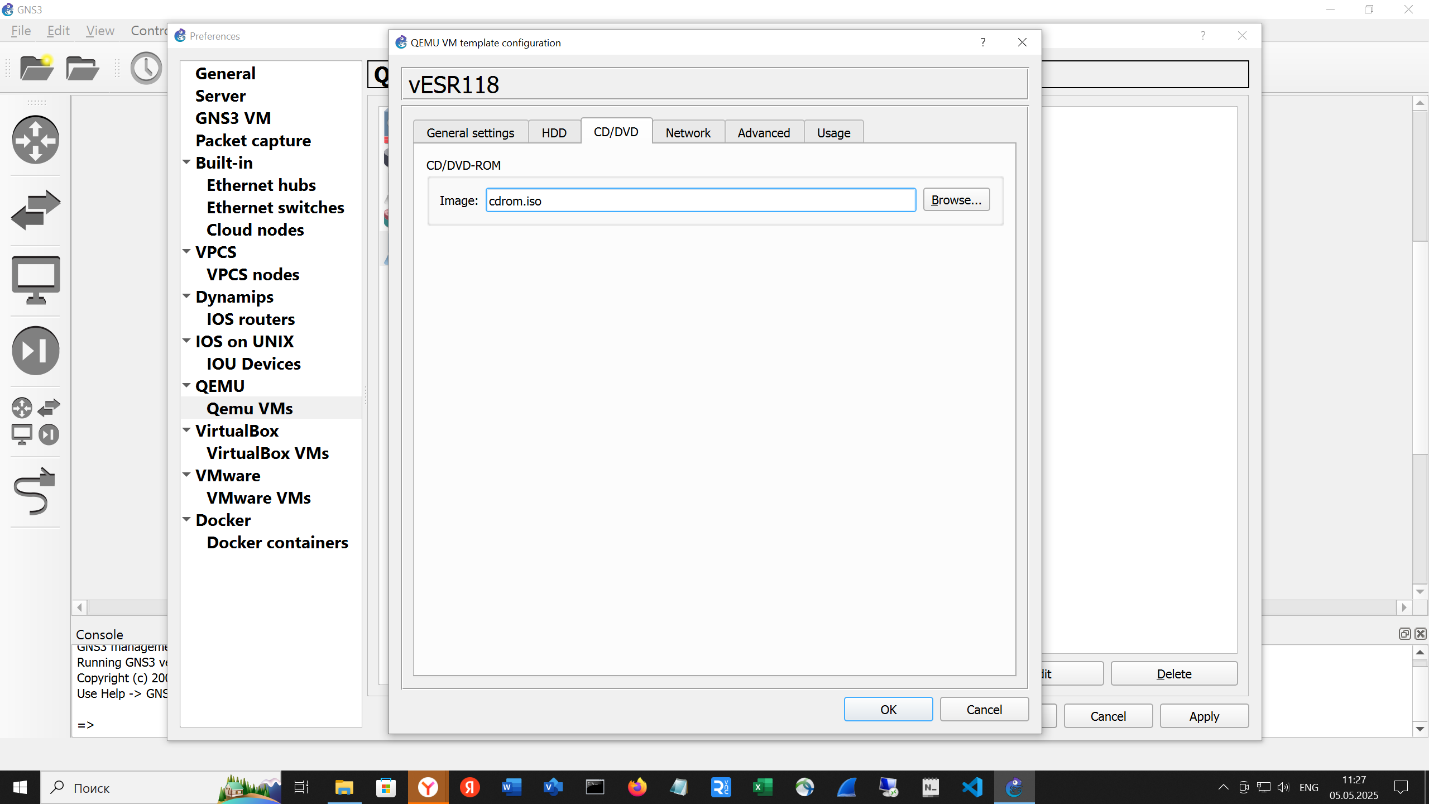 GNS3
File Edit View Contro
Preferences
? 
General
Server
GNS3 VM
Packet capture
Built-in
Ethernet hubs
Ethernet switches
Cloud nodes
VPCS
VPCS nodes
Dynamips
IOS routers
IOS on UNIX
IOU Devices
QEMU
Qemu VMs
VirtualBox
VirtualBox VMs
VMware
VMware VMs
Docker
Docker containers
Q
QEMU VM template configuration
?
vESR118
General settings HDD CD/DVD Network Advanced Usage
CD/DVD-ROM
Image: cdrom.iso Browse...
OK Cancel
dit Delete
Cancel Apply
Console
GNS3 manageme
Running GNS3 ve
Copyright (c) 200
Use Help -> GNS
=>
Поиск
ENG
11:27
05.05.2025